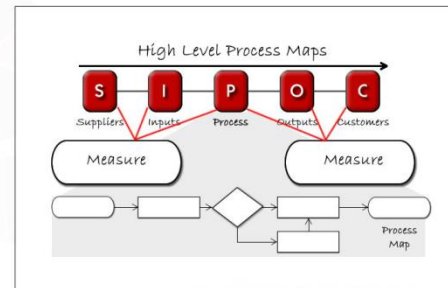 High Level Process Maps
S I P O C
Suppliers Inputs Process Outputs Customers
Measure Measure
Process
Map